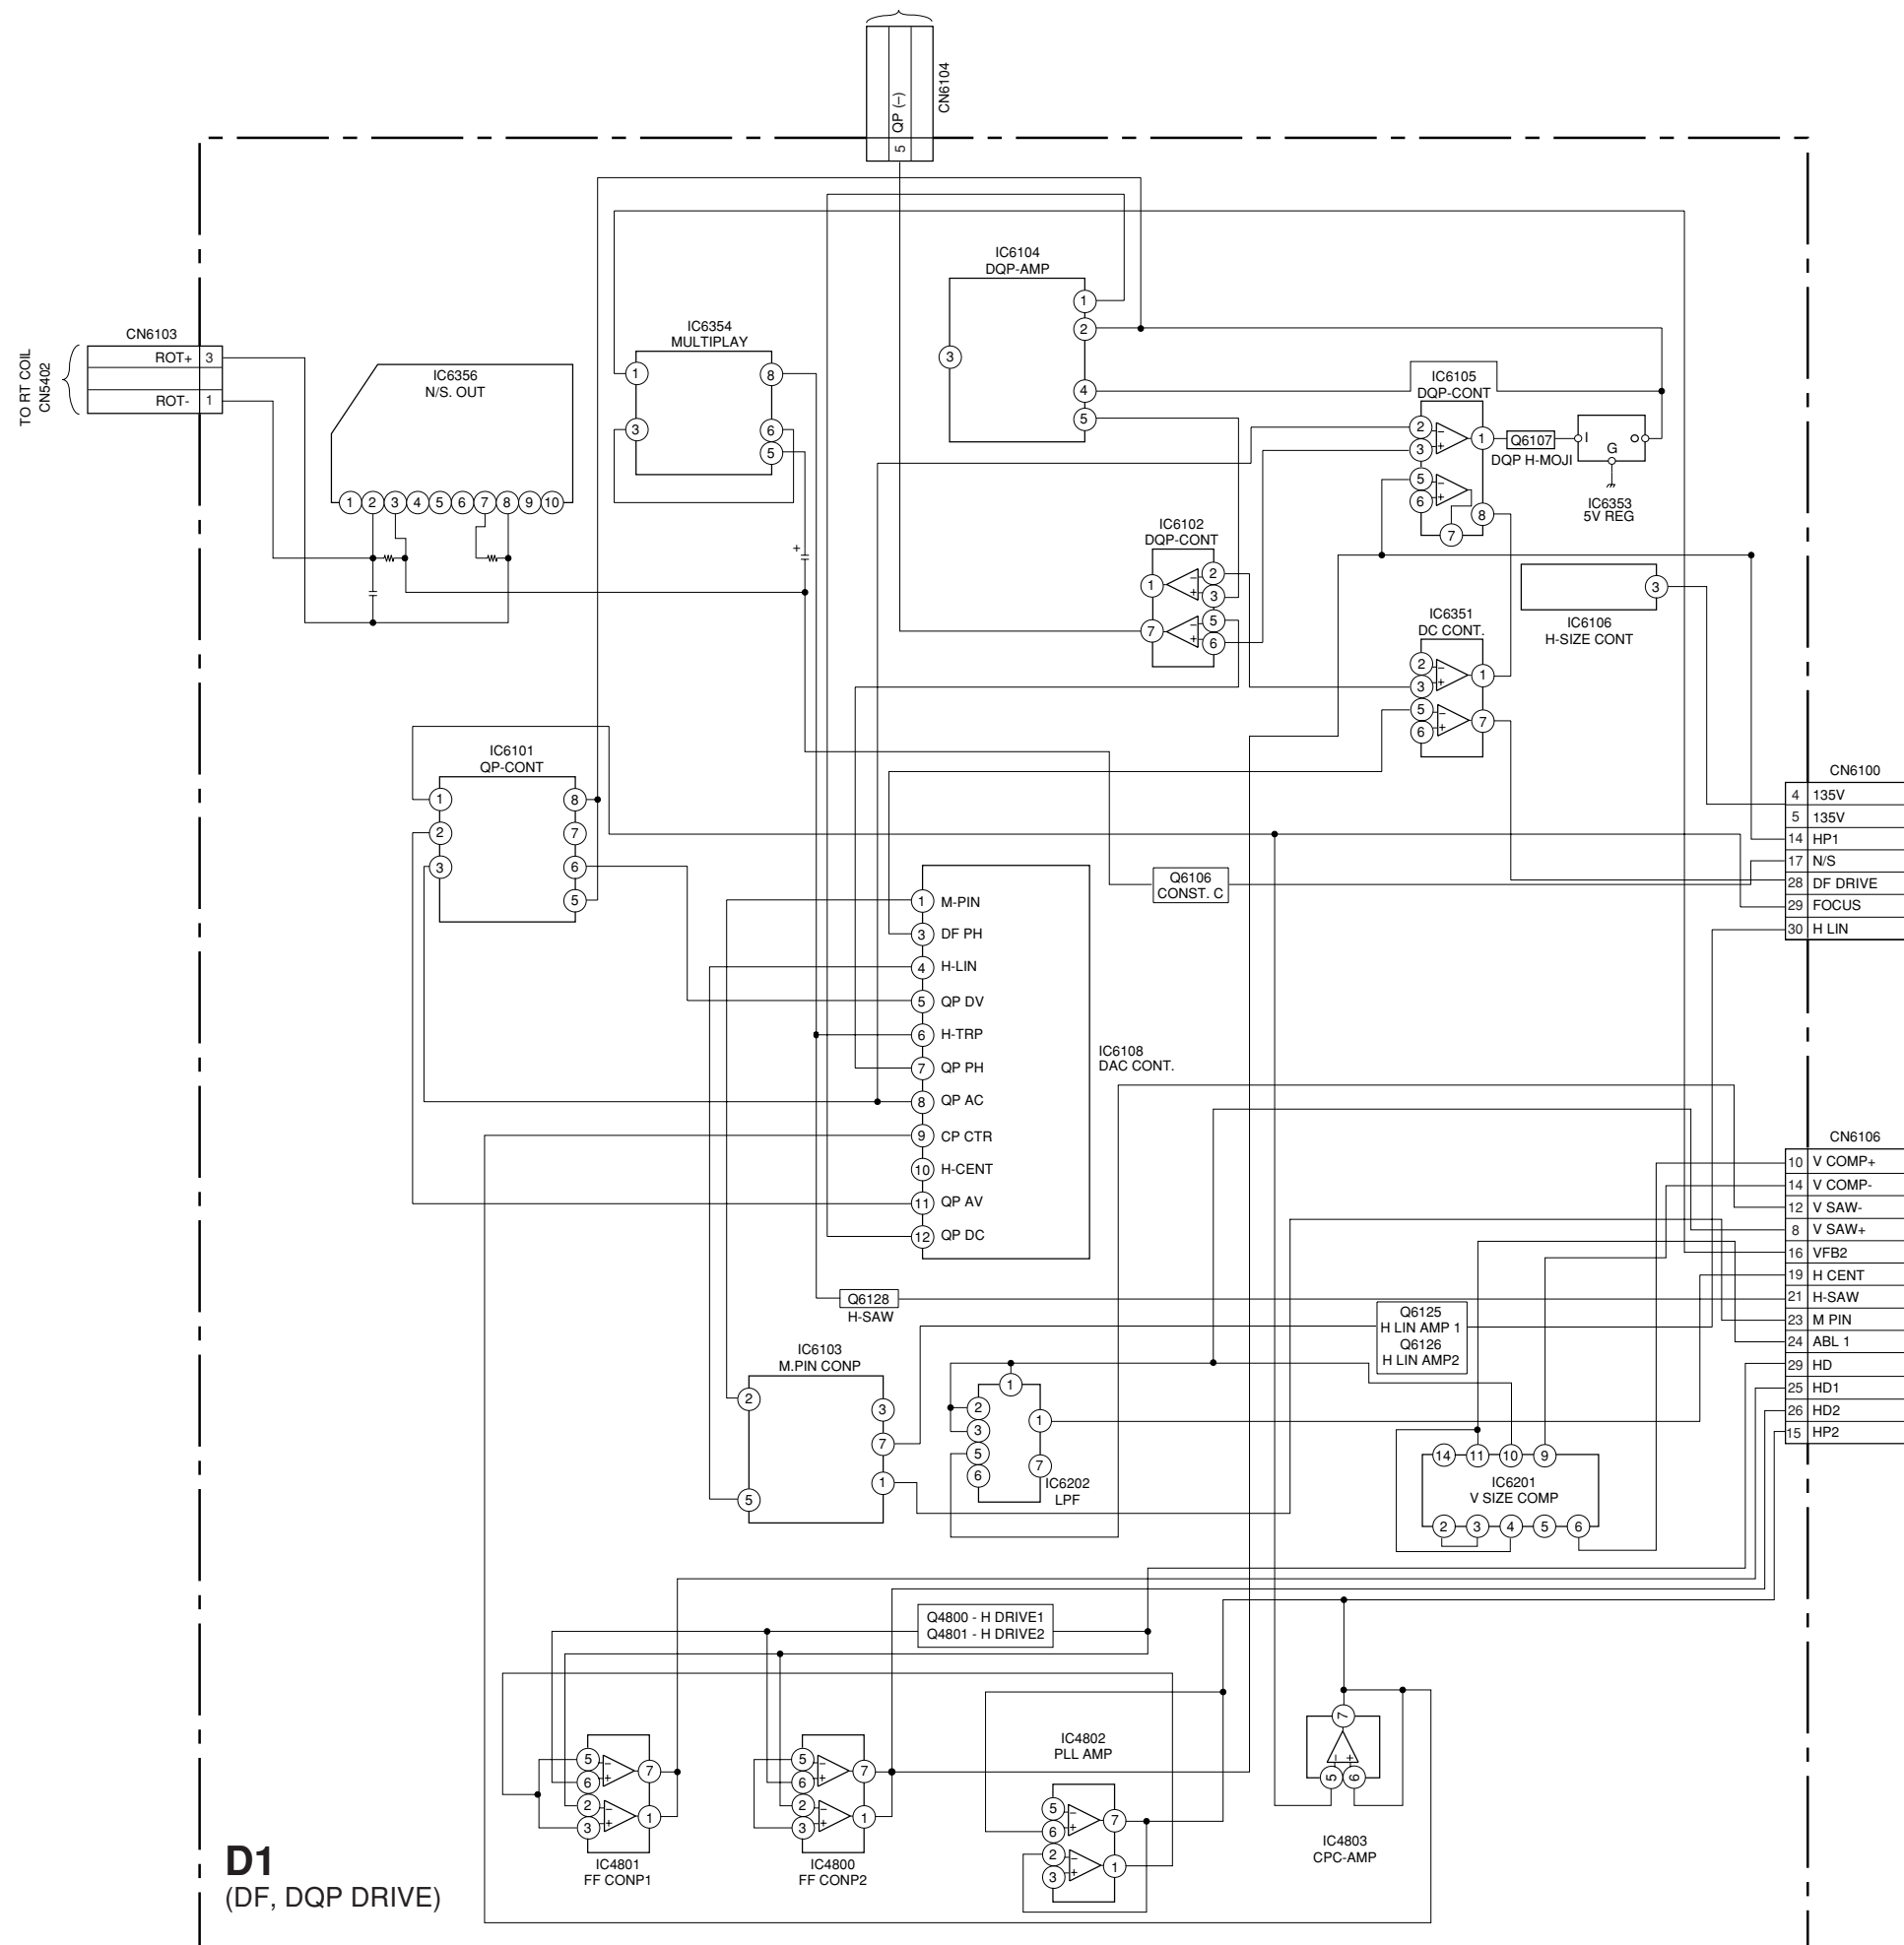 CN6104
QP (–)
5
IC6104
DQP-AMP
1
2
3
4
5
CN6103
ROT+ 3
ROT- 1
TO RT COIL
CN5402
IC6356
N/S. OUT
1 2 3 4 5 6 7 8 9 10
IC6354
MULTIPLAY
1 8
3 6
5
+
IC6105
DQP-CONT
2 – 1
3 +
5 –
6 + 8
7
Q6107
DQP H-MOJI
I O
G
IC6353
5V REG
IC6102
DQP-CONT
1 – 2
+ 3
7 – 5
+ 6
3
IC6106
H-SIZE CONT
IC6351
DC CONT.
2 – 1
3 +
5 – 7
6 +
IC6101
QP-CONT
1 8
2 7
3 6
5
CN6100
4 135V
5 135V
14 HP1
17 N/S
28 DF DRIVE
29 FOCUS
30 H LIN
Q6106
CONST. C
1 M-PIN
3 DF PH
4 H-LIN
5 QP DV
6 H-TRP
7 QP PH
8 QP AC
9 CP CTR
10 H-CENT
11 QP AV
12 QP DC
IC6108
DAC CONT.
CN6106
10 V COMP+
14 V COMP-
12 V SAW-
8 V SAW+
16 VFB2
19 H CENT
21 H-SAW
23 M PIN
24 ABL 1
29 HD
25 HD1
26 HD2
15 HP2
Q6128
H-SAW
Q6125
H LIN AMP 1
Q6126
H LIN AMP2
IC6103
M.PIN CONP
2 3
7
5 1
1
2 1
3
5 7
6
IC6202
LPF
14 11 10 9
IC6201
V SIZE COMP
2 3 4 5 6
Q4800 - H DRIVE1
Q4801 - H DRIVE2
5 – 7
6 +
2 – 1
3 +
IC4801
FF CONP1
5 – 7
6 +
2 – 1
3 +
IC4800
FF CONP2
IC4802
PLL AMP
5 – 7
6 +
2 – 1
3 +
7
– +
5 6
IC4803
CPC-AMP
D1
(DF, DQP DRIVE)